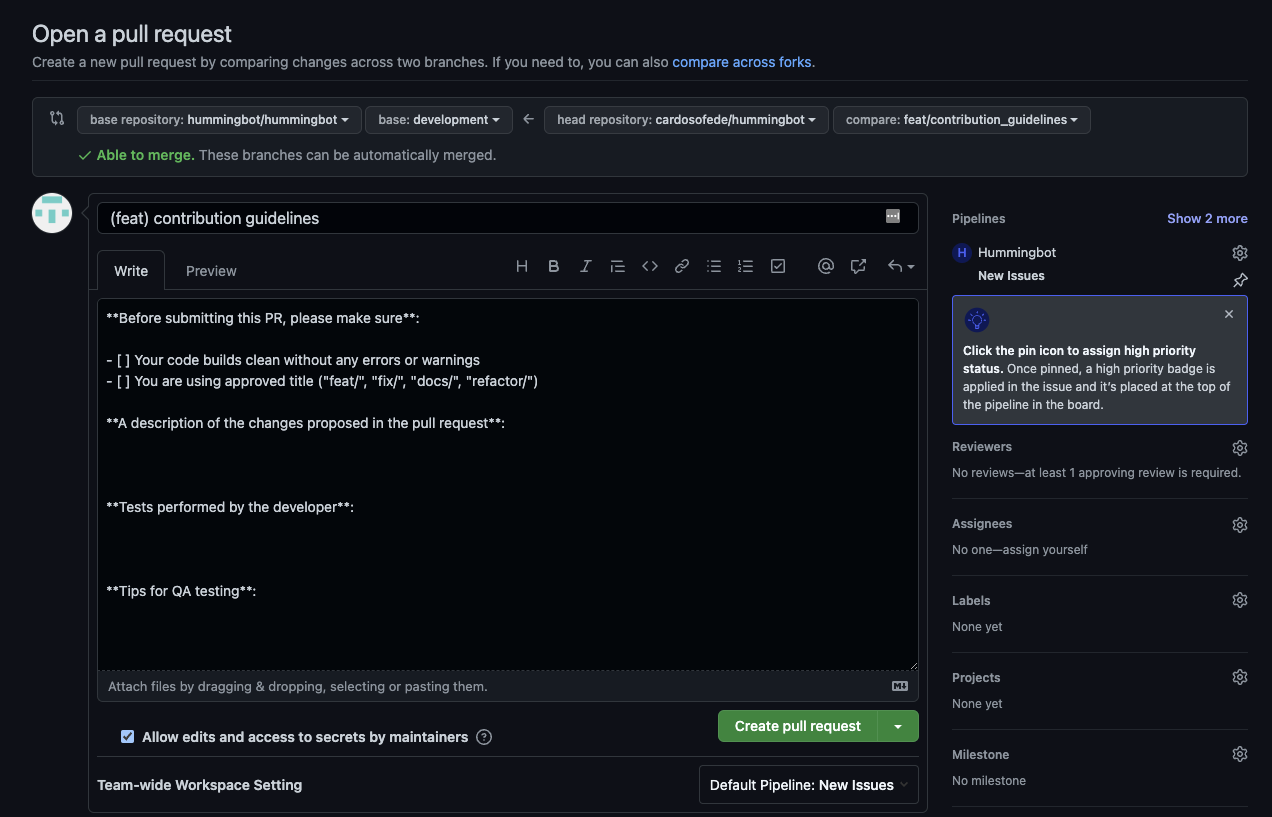 Open a pull request
Create a new pull request by comparing changes across two branches. If you need to, you can also compare across forks.
base repository: hummingbot/hummingbot
base: development
head repository: cardosofede/hummingbot
compare: feat/contribution_guidelines
Able to merge. These branches can be automatically merged.
(feat) contribution guidelines
Write
Preview
**Before submitting this PR, please make sure**:
- [ ] Your code builds clean without any errors or warnings
- [ ] You are using approved title ("feat/", "fix/", "docs/", "refactor/")
**A description of the changes proposed in the pull request**:
**Tests performed by the developer**:
**Tips for QA testing**:
Attach files by dragging & dropping, selecting or pasting them.
Allow edits and access to secrets by maintainers
Create pull request
Team-wide Workspace Setting
Default Pipeline: New Issues
Pipelines
Show 2 more
H Hummingbot
New Issues
Click the pin icon to assign high priority
status. Once pinned, a high priority badge is
applied in the issue and it's placed at the top of
the pipeline in the board.
Reviewers
No reviews—at least 1 approving review is required.
Assignees
No one—assign yourself
Labels
None yet
Projects
None yet
Milestone
No milestone